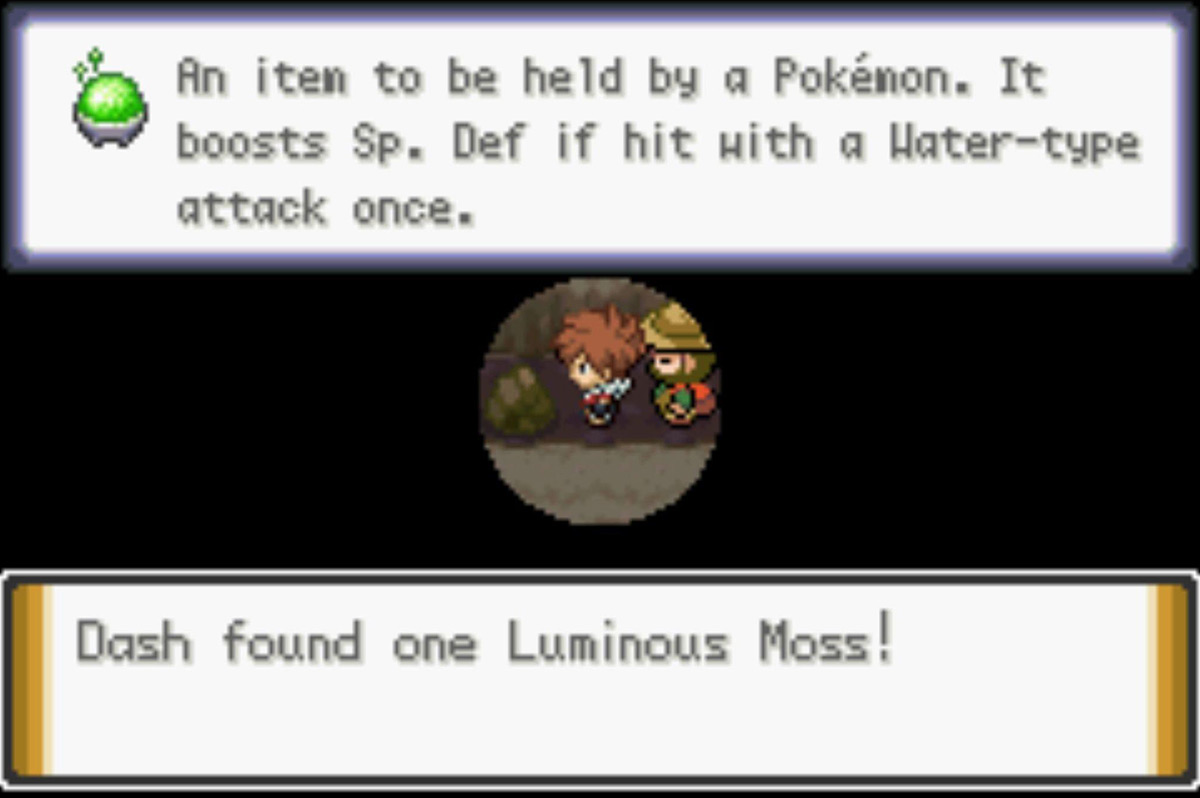 An item to be held by a Pokémon. It
boosts Sp. Def if hit with a Water-type
attack once.
Dash found one Luminous Moss!